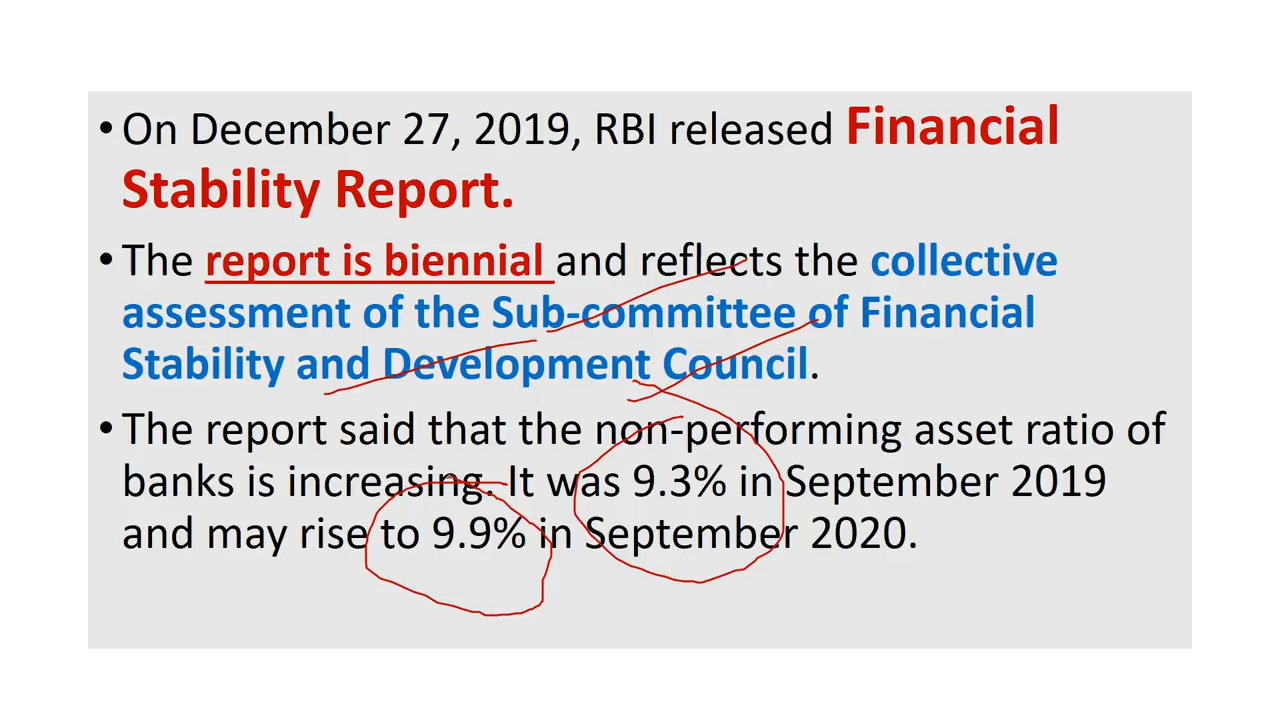 • On December 27, 2019, RBI released Financial
Stability Report.
• The report is biennial and reflects the collective
assessment of the Sub-committee of Financial
Stability and Development Council.
• The report said that the non-performing asset ratio of
banks is increasing. It was 9.3% in September 2019
and may rise to 9.9% in September 2020.